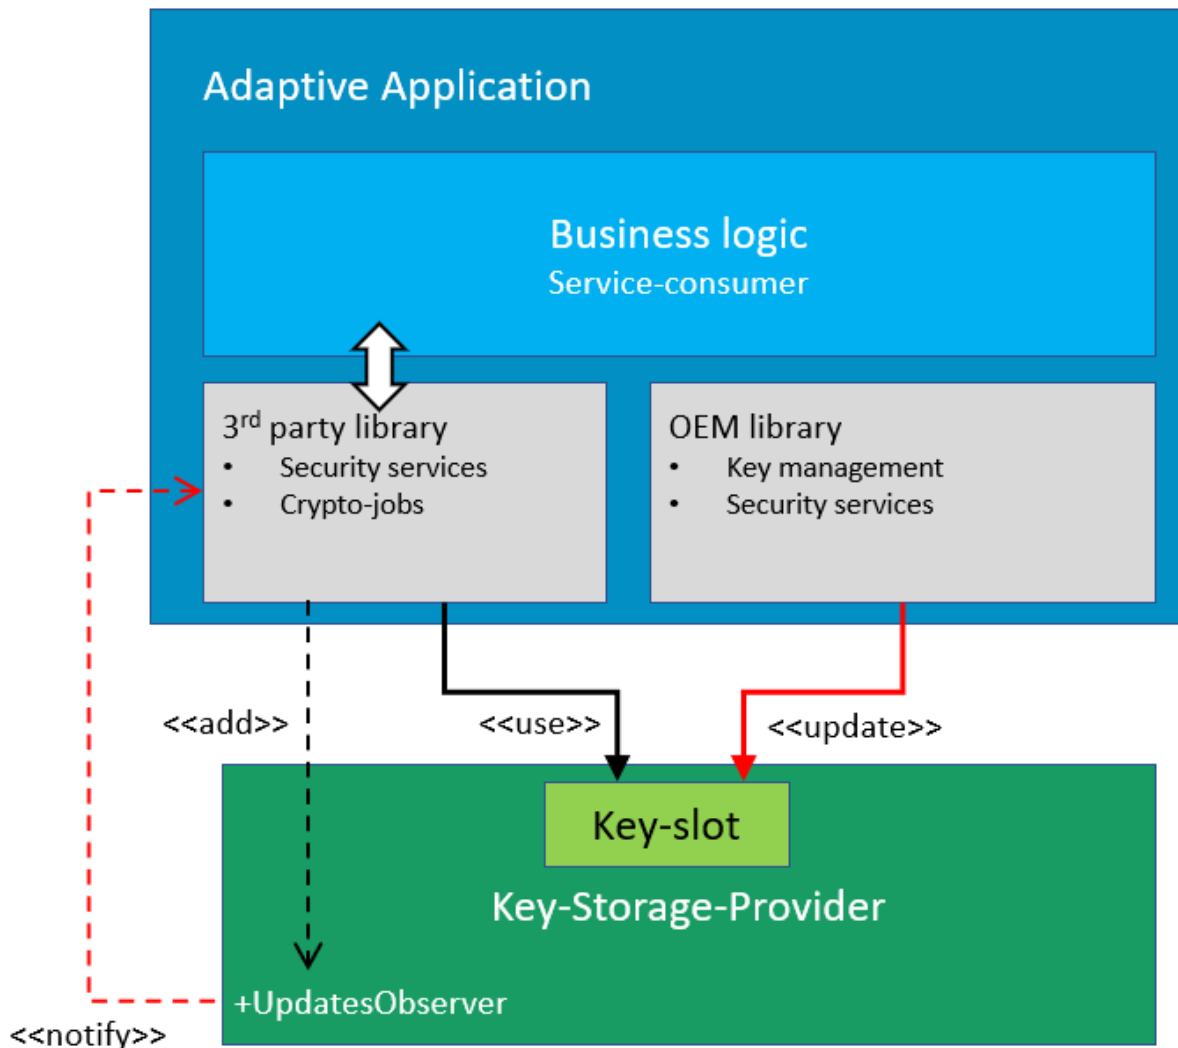 Adaptive Application
Business logic
Service-consumer
3rd party library
• Security services
• Crypto-jobs
OEM library
• Key management
• Security services
<<add>>
<<use>>
<<update>>
Key-slot
Key-Storage-Provider
+UpdatesObserver
<<notify>>